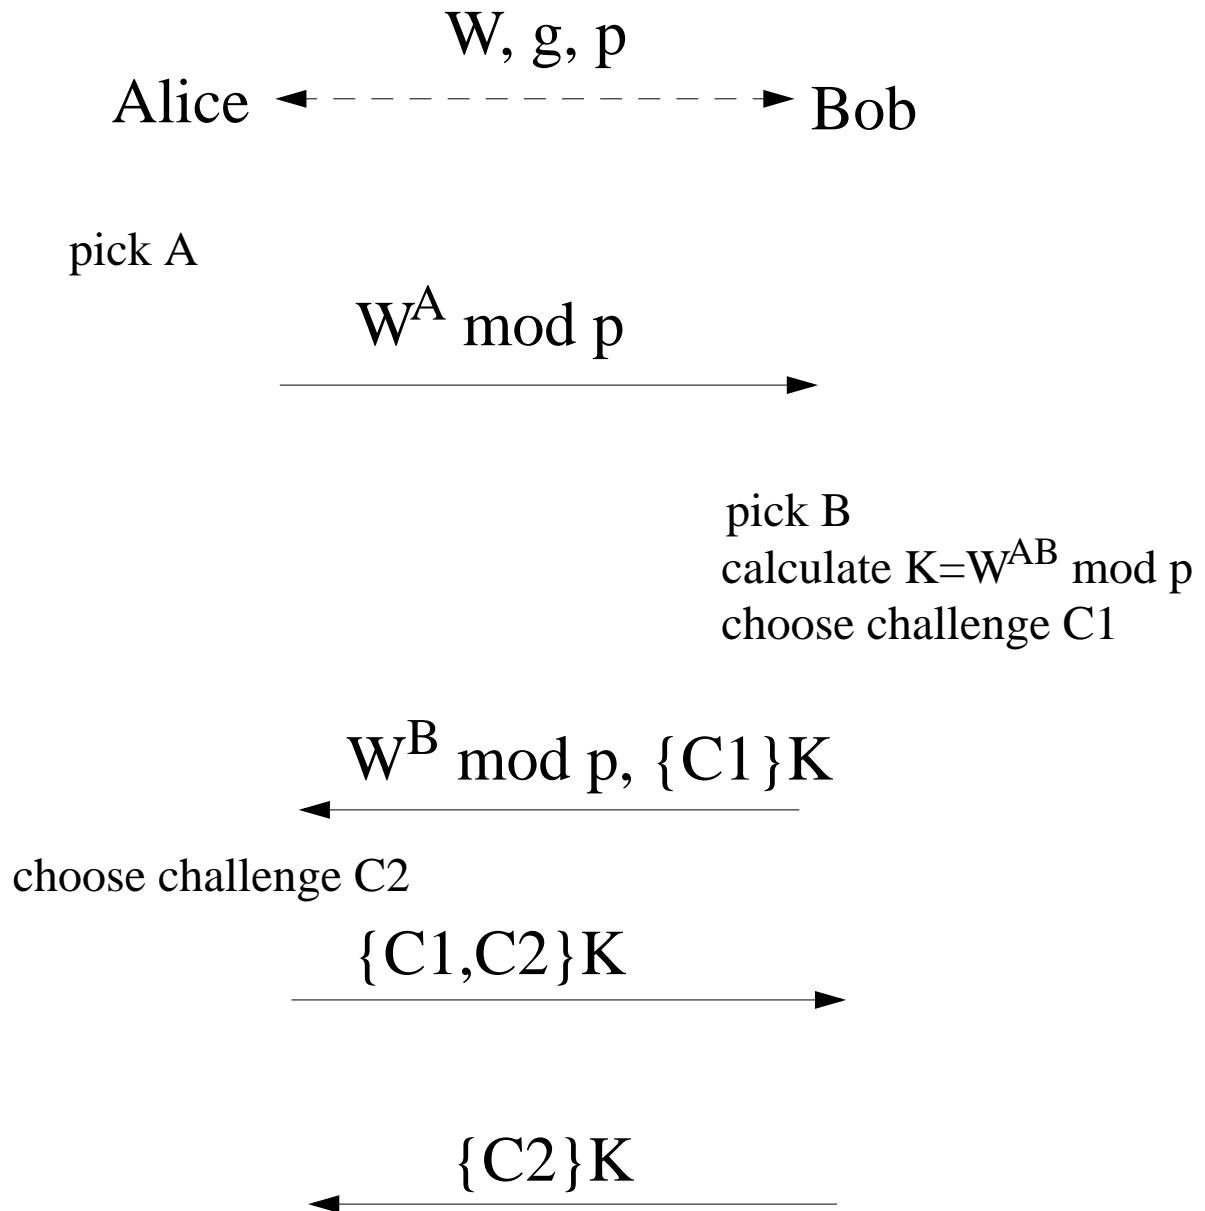 W, g, p
Alice
Bob
pick A
W^A mod p
pick B
calculate K=W^AB mod p
choose challenge C1
W^B mod p, {C1}K
choose challenge C2
{C1,C2}K
{C2}K